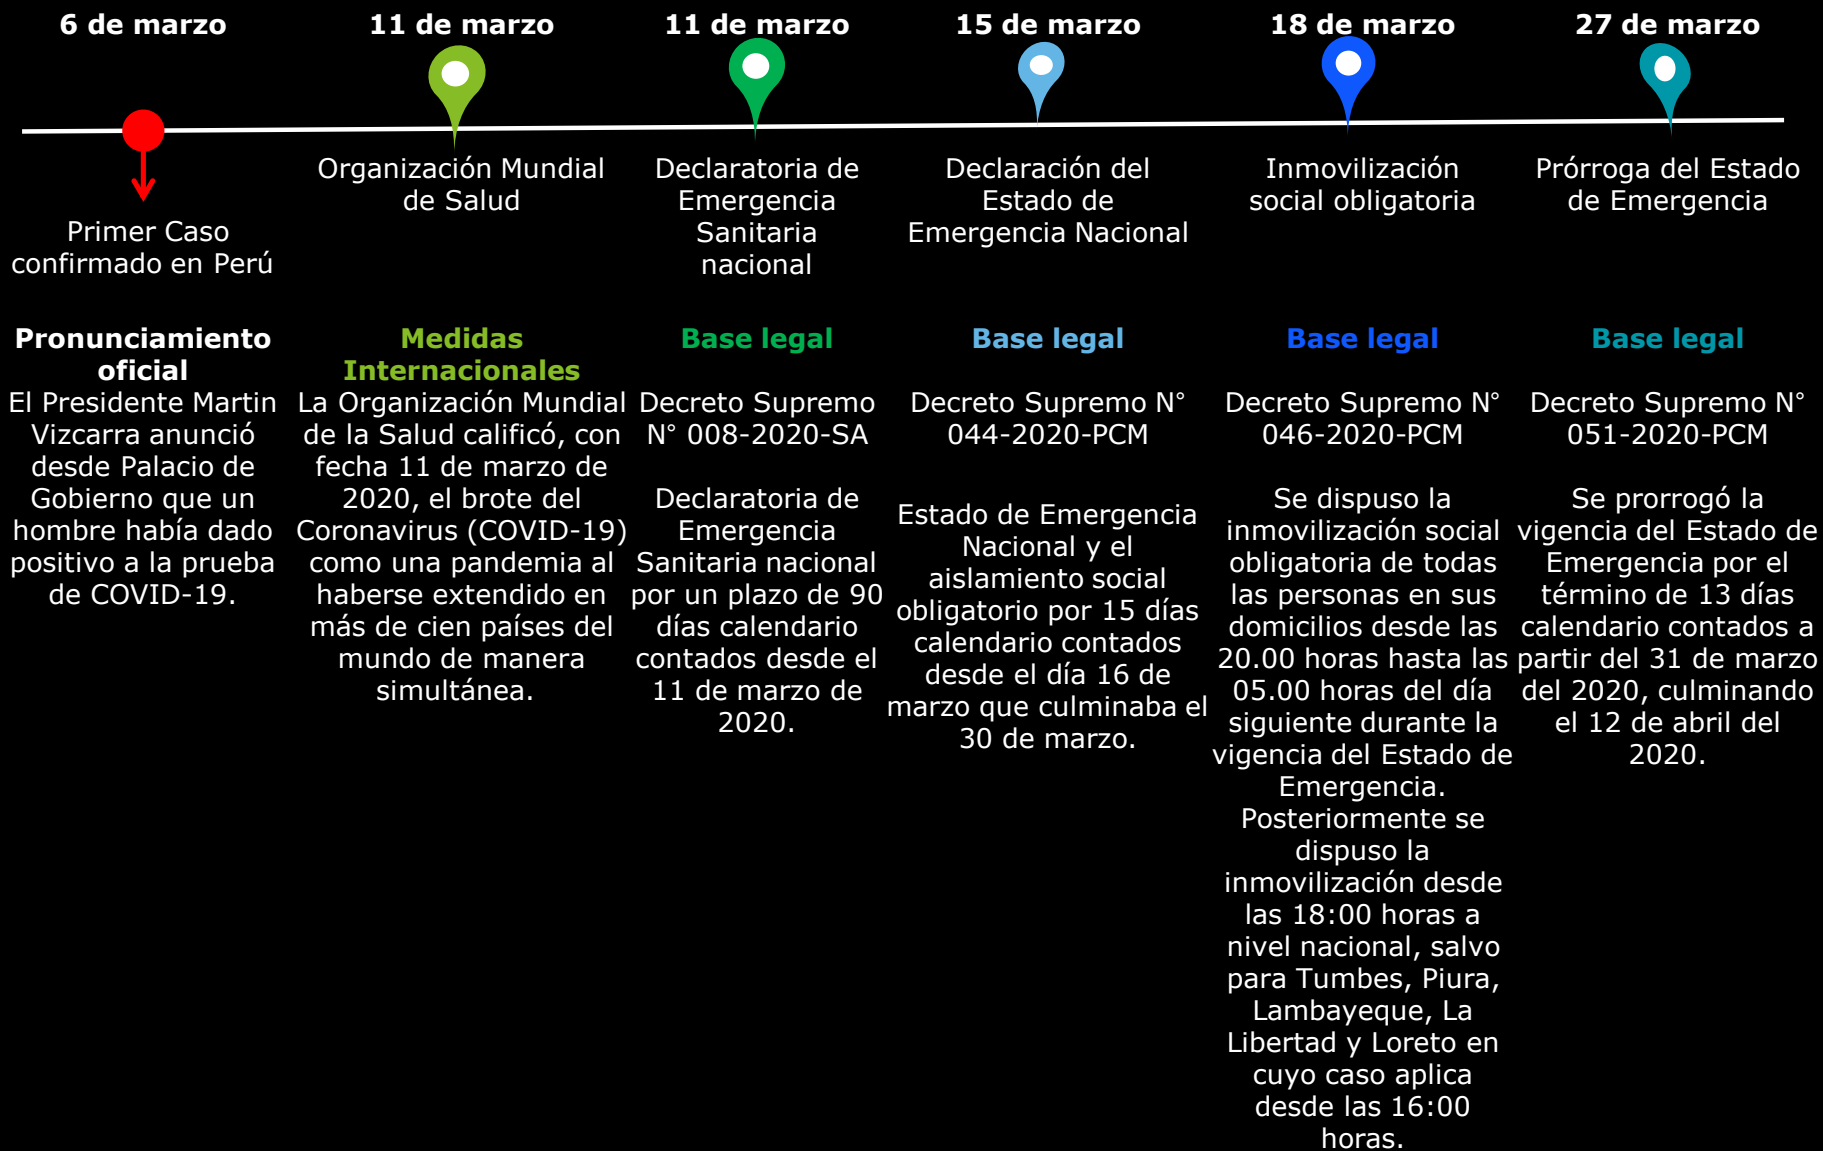 6 de marzo
Primer Caso
confirmado en Perú
Pronunciamiento
oficial
El Presidente Martin
Vizcarra anunció
desde Palacio de
Gobierno que un
hombre había dado
positivo a la prueba
de COVID-19.
11 de marzo
Organización Mundial
de Salud
Medidas
Internacionales
La Organización Mundial
de la Salud calificó, con
fecha 11 de marzo de
2020, el brote del
Coronavirus (COVID-19)
como una pandemia al
haberse extendido en
más de cien países del
mundo de manera
simultánea.
11 de marzo
Declaratoria de
Emergencia
Sanitaria
nacional
Base legal
Decreto Supremo
N° 008-2020-SA
Declaratoria de
Emergencia
Sanitaria nacional
por un plazo de 90
días calendario
contados desde el
11 de marzo de
2020.
15 de marzo
Declaración del
Estado de
Emergencia Nacional
Base legal
Decreto Supremo N°
044-2020-PCM
Estado de Emergencia
Nacional y el
aislamiento social
obligatorio por 15 días
calendario contados
desde el día 16 de
marzo que culminaba el
30 de marzo.
18 de marzo
Inmovilización
social obligatoria
Base legal
Decreto Supremo N°
046-2020-PCM
Se dispuso la
inmovilización social
obligatoria de todas
las personas en sus
domicilios desde las
20.00 horas hasta las
05.00 horas del día
siguiente durante la
vigencia del Estado de
Emergencia.
Posteriormente se
dispuso la
inmovilización desde
las 18:00 horas a
nivel nacional, salvo
para Tumbes, Piura,
Lambayeque, La
Libertad y Loreto en
cuyo caso aplica
desde las 16:00
horas.
27 de marzo
Prórroga del Estado
de Emergencia
Base legal
Decreto Supremo N°
051-2020-PCM
Se prorrogó la
vigencia del Estado de
Emergencia por el
término de 13 días
calendario contados a
partir del 31 de marzo
del 2020, culminando
el 12 de abril del
2020.